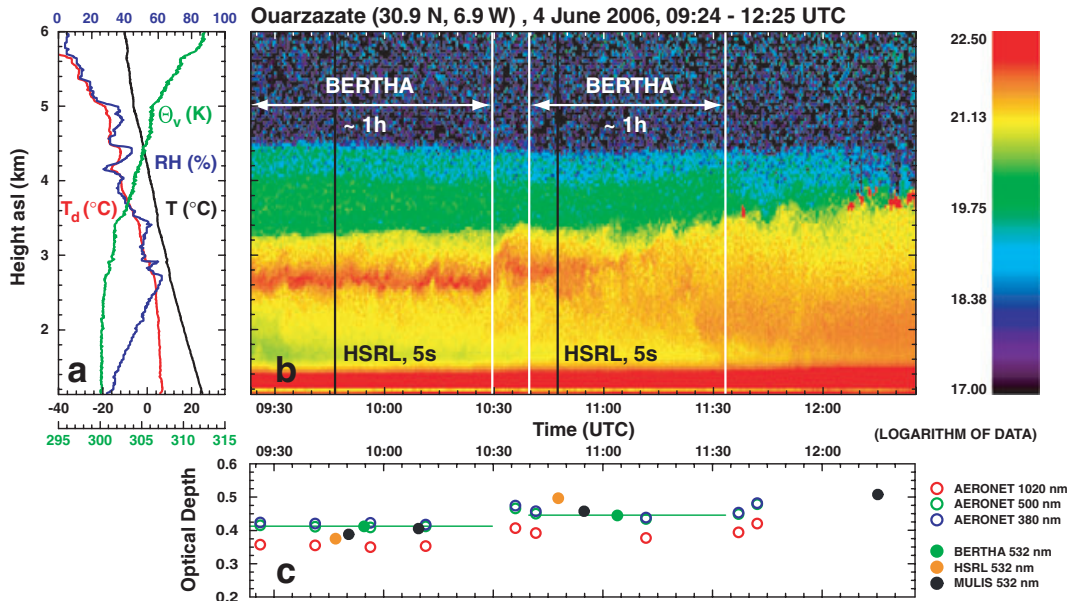 Ouarzazate (30.9 N, 6.9 W) , 4 June 2006, 09:24 - 12:25 UTC
0 20 40 60 80 100
6
5
4
3
2
Height asl (km)
Θv (K)
RH (%)
Td (°C)
T (°C)
a
-40 -20 0 20
295 300 305 310 315
BERTHA
~ 1h
BERTHA
~ 1h
HSRL, 5s
HSRL, 5s
b
09:30 10:00 10:30 11:00 11:30 12:00
Time (UTC)
22.50
21.13
19.75
18.38
17.00
(LOGARITHM OF DATA)
09:30 10:00 10:30 11:00 11:30 12:00
0.6
0.5
0.4
0.3
0.2
Optical Depth
c
AERONET 1020 nm
AERONET 500 nm
AERONET 380 nm
BERTHA 532 nm
HSRL 532 nm
MULIS 532 nm